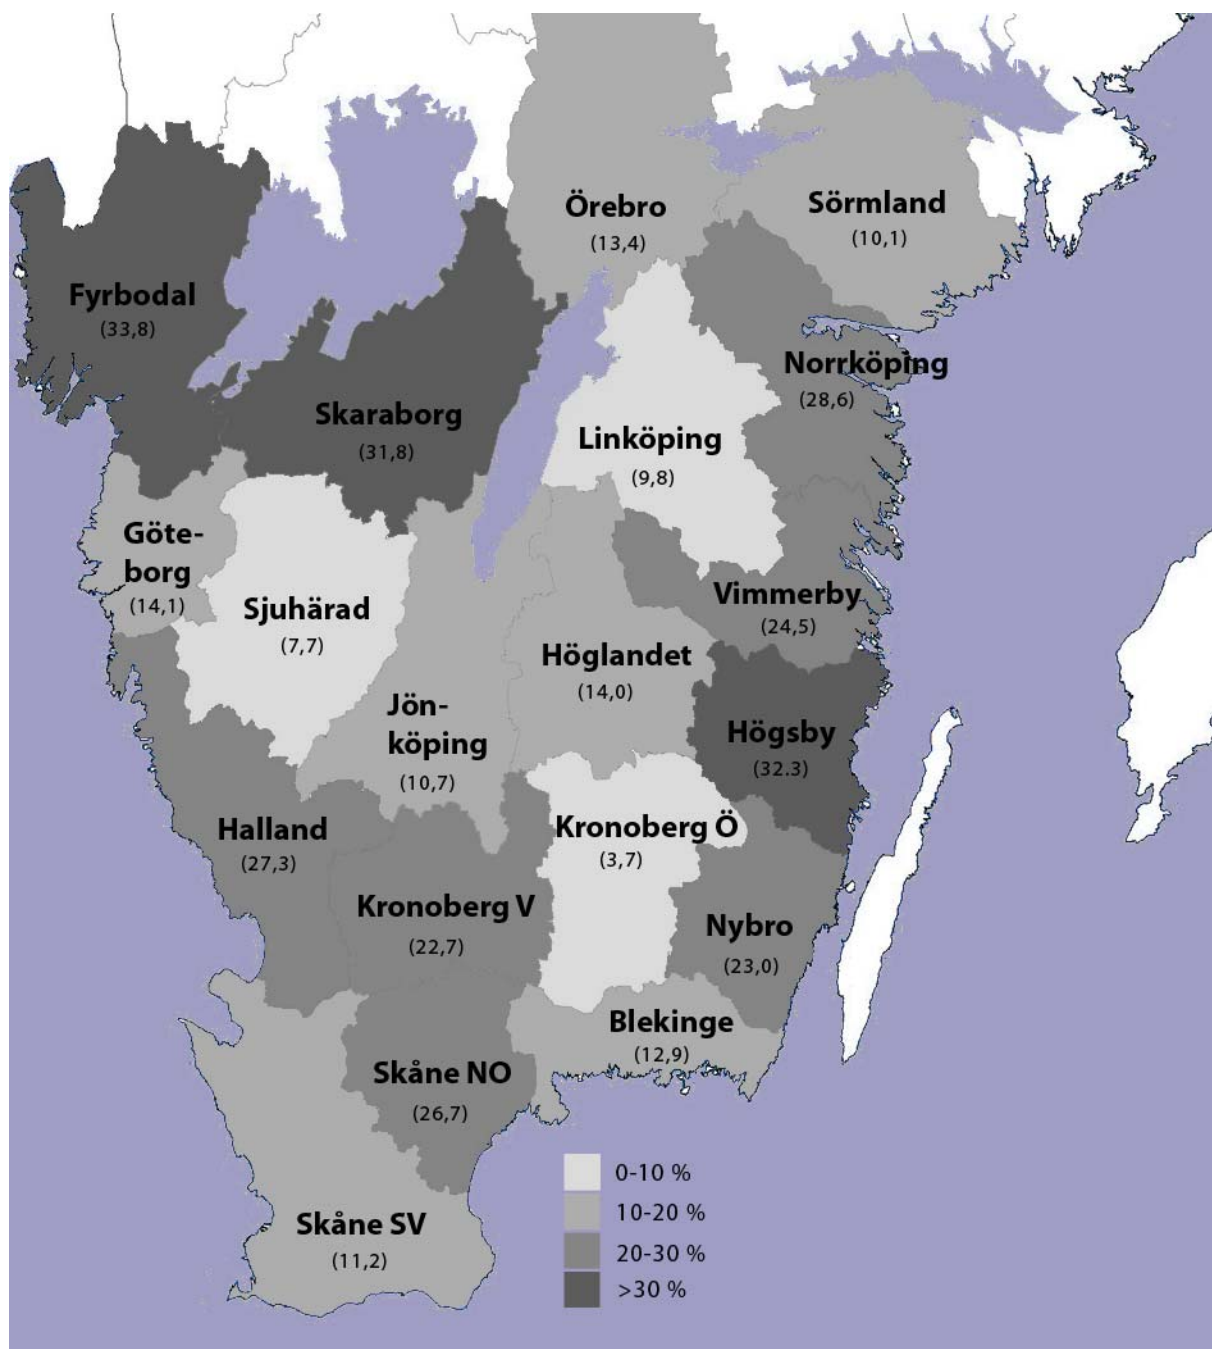 Örebro
(13,4)
Sörmland
(10,1)
Fyrbodal
(33,8)
Norrköping
(28,6)
Skaraborg
(31,8)
Linköping
(9,8)
Göte-
borg
(14,1)
Sjuhärad
(7,7)
Vimmerby
(24,5)
Höglandet
(14,0)
Jön-
köping
(10,7)
Högsby
(32.3)
Halland
(27,3)
Kronoberg Ö
(3,7)
Kronoberg V
(22,7)
Nybro
(23,0)
Blekinge
(12,9)
Skåne NO
(26,7)
Skåne SV
(11,2)
0-10 %
10-20 %
20-30 %
>30 %